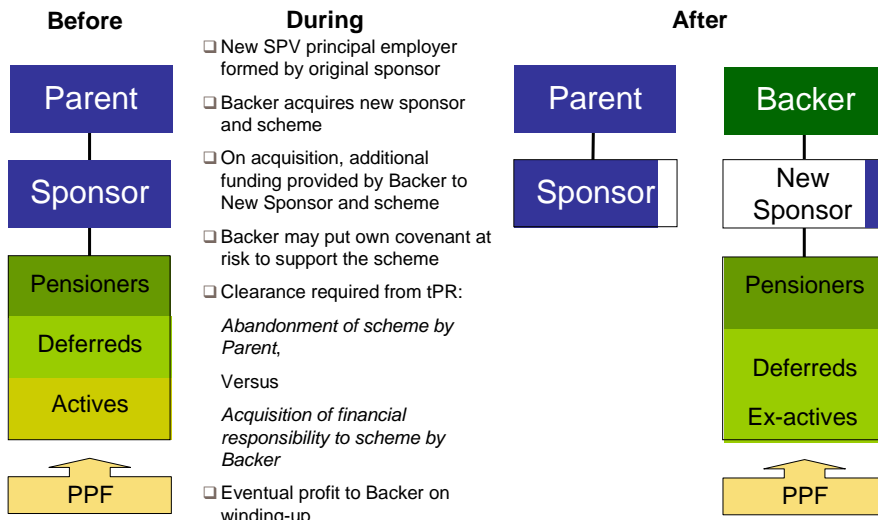 Before
During
After
Parent
Sponsor
Pensioners
Deferreds
Actives
PPF
❑ New SPV principal employer
formed by original sponsor
❑ Backer acquires new sponsor
and scheme
❑ On acquisition, additional
funding provided by Backer to
New Sponsor and scheme
❑ Backer may put own covenant at
risk to support the scheme
❑ Clearance required from tPR:
Abandonment of scheme by
Parent,
Versus
Acquisition of financial
responsibility to scheme by
Backer
❑ Eventual profit to Backer on
winding-up
Parent
Sponsor
Backer
New
Sponsor
Pensioners
Deferreds
Ex-actives
PPF